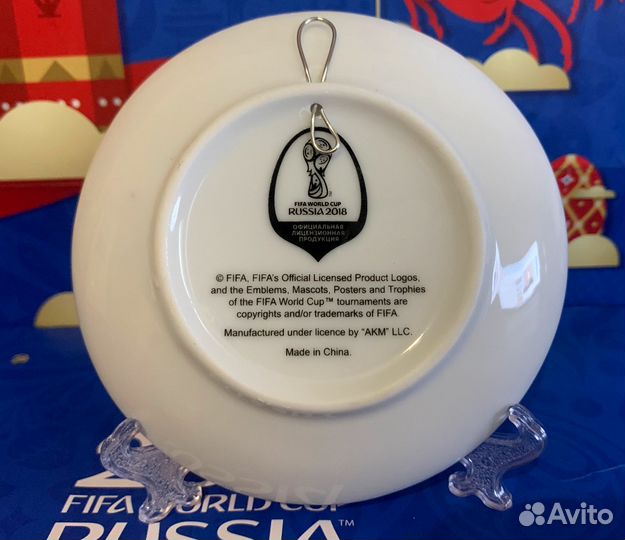 FIFA WORLD CUP
RUSSIA 2018
ОФИЦИАЛЬНАЯ
ЛИЦЕНЗИОННАЯ
ПРОДУКЦИЯ
© FIFA, FIFA's Official Licensed Product Logos,
and the Emblems, Mascots, Posters and Trophies
of the FIFA World Cup™ tournaments are
copyrights and/or trademarks of FIFA.
Manufactured under licence by “AKM” LLC.
Made in China.
FIFA WORLD CUP™
RUSSIA
Avito